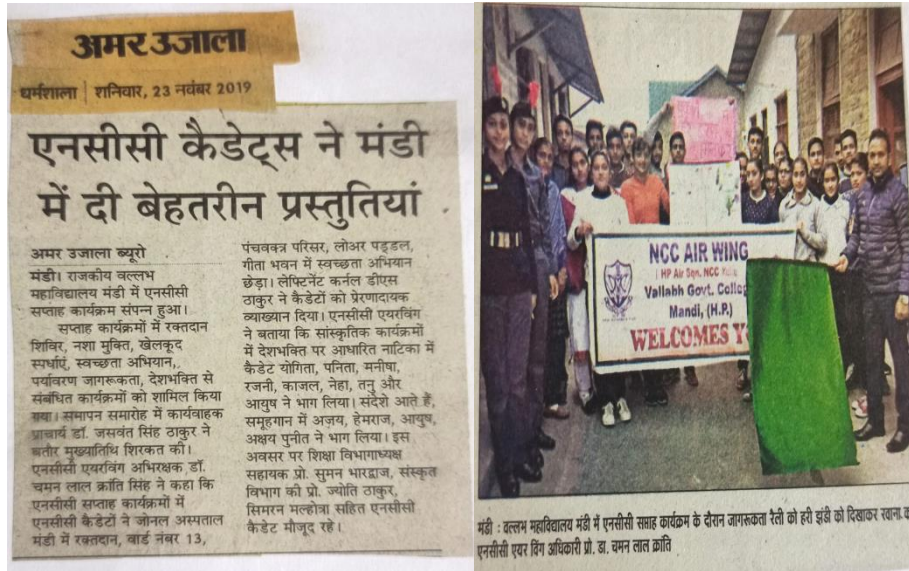 अमर उजाला
धर्मशाला | शनिवार, 23 नवंबर 2019
एनसीसी कैडेट्स ने मंडी
में दी बेहतरीन प्रस्तुतियां
अमर उजाला ब्यूरो
मंडी। राजकीय वल्लभ
महाविद्यालय मंडी में एनसीसी
सप्ताह कार्यक्रम संपन्न हुआ।
सप्ताह कार्यक्रमों में रक्तदान
शिविर, नशा मुक्ति, खेलकूद
स्पर्धाएं, स्वच्छता अभियान,
पर्यावरण जागरूकता, देशभक्ति से
संबंधित कार्यक्रमों को शामिल किया
गया। समापन समारोह में कार्यवाहक
प्राचार्य डॉ. जसवंत सिंह ठाकुर ने
बतौर मुख्यातिथि शिरकत की।
एनसीसी एयरविंग अभिरक्षक डॉ.
चमन लाल क्रांति सिंह ने कहा कि
एनसीसी सप्ताह कार्यक्रमों में
एनसीसी कैडेटों ने जोनल अस्पताल
मंडी में रक्तदान, वार्ड नंबर 13,
पंचवक्त्र परिसर, लोअर पड्डल,
गीता भवन में स्वच्छता अभियान
छेड़ा। लेफ्टिनेंट कर्नल डीएस
ठाकुर ने कैडेटों को प्रेरणादायक
व्याख्यान दिया। एनसीसी एयरविंग
ने बताया कि सांस्कृतिक कार्यक्रमों
में देशभक्ति पर आधारित नाटिका में
कैडेट योगिता, पनिता, मनीषा,
रजनी, काजल, नेहा, तनु और
आयुष ने भाग लिया। संदेशे आते हैं,
समूहगान में अजय, हेमराज, आयुष,
अक्षय पुनीत ने भाग लिया। इस
अवसर पर शिक्षा विभागाध्यक्ष
सहायक प्रो. सुमन भारद्वाज, संस्कृत
विभाग की प्रो. ज्योति ठाकुर,
सिमरन मल्होत्रा सहित एनसीसी
कैडेट मौजूद रहे।
NCC AIR WING
HP Air Sqn. NCC
Vallabh Govt. Colleg
Mandi, (H.P.)
WELCOMES Y
मंडी : वल्लभ महाविद्यालय मंडी में एनसीसी सप्ताह कार्यक्रम के दौरान जागरूकता रैली को हरी झंडी को दिखाकर रवाना
एनसीसी एयर विंग अधिकारी प्रो. डा. चमन लाल क्रांति